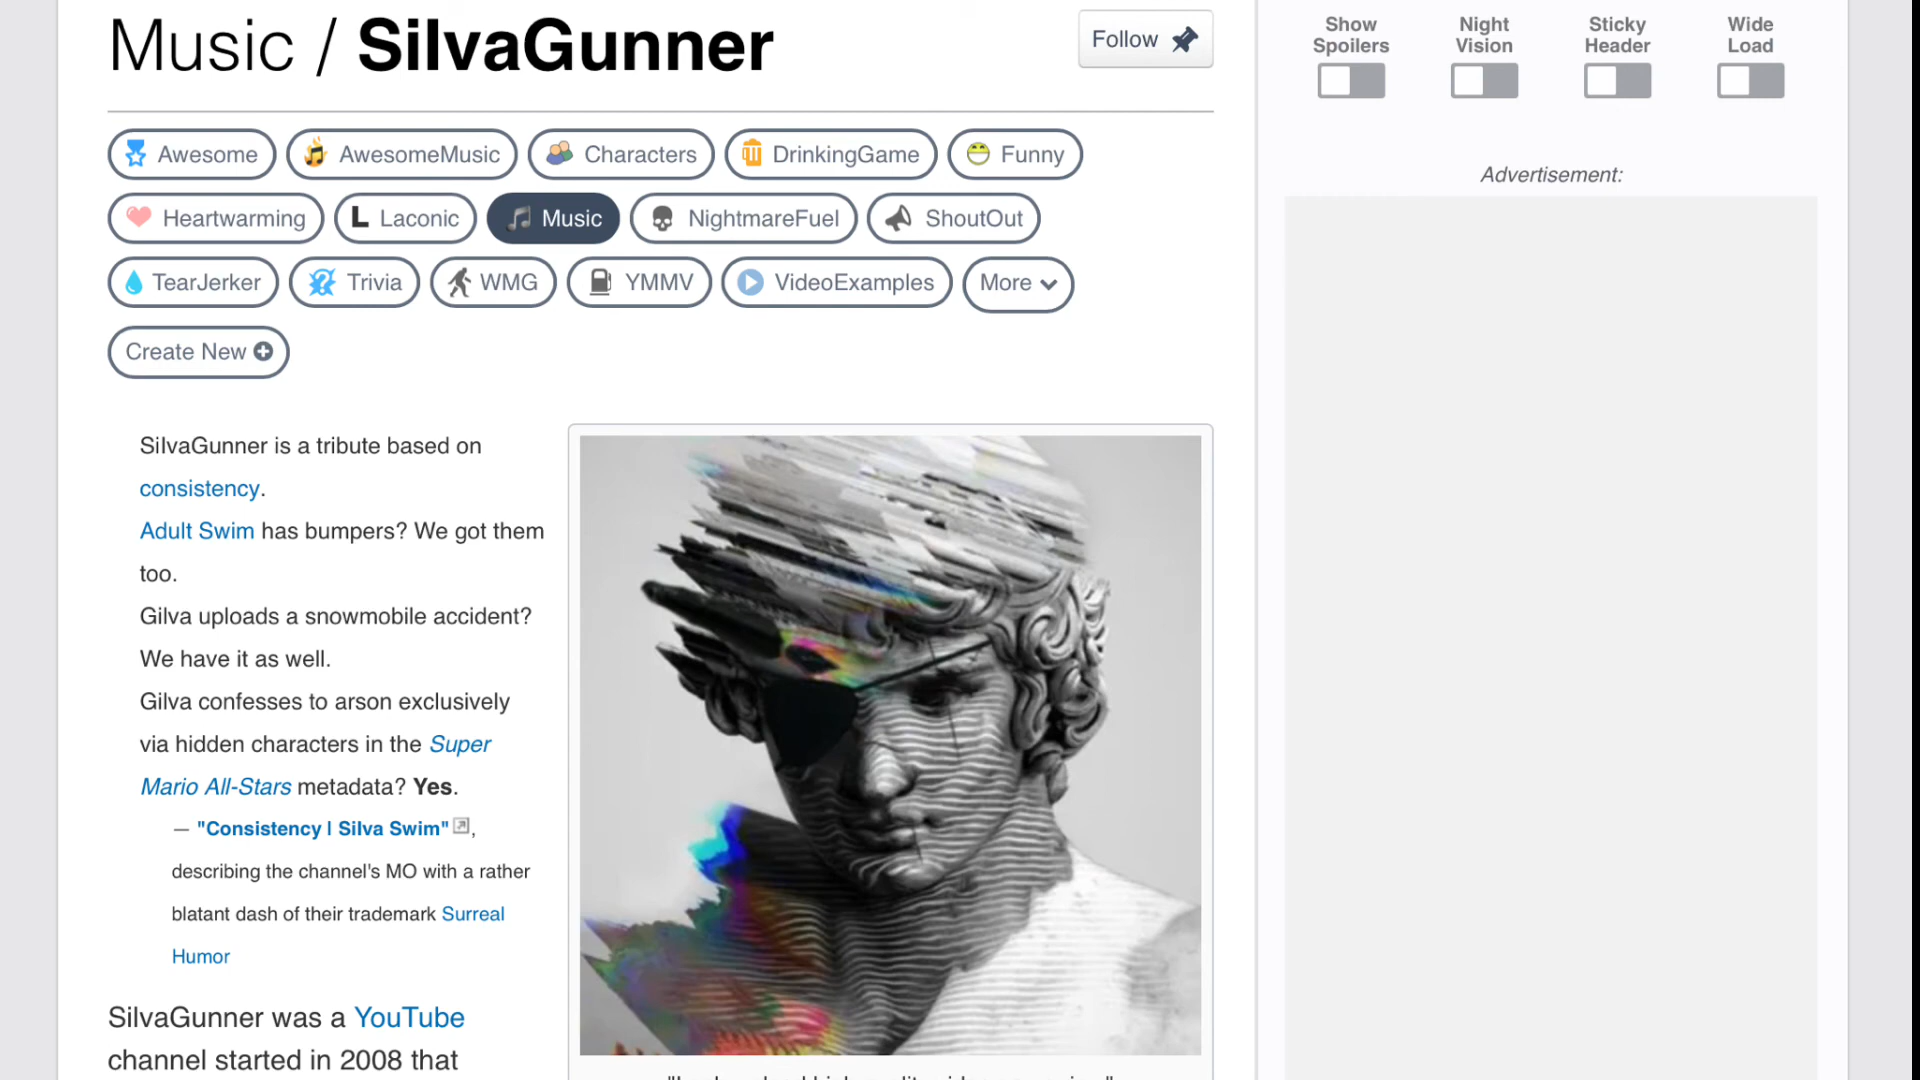 Music / SilvaGunner
Follow
Show Spoilers
Night Vision
Sticky Header
Wide Load
Awesome
AwesomeMusic
Characters
DrinkingGame
Funny
Heartwarming
Laconic
Music
NightmareFuel
ShoutOut
TearJerker
Trivia
WMG
YMMV
VideoExamples
More
Create New
Advertisement:
SilvaGunner is a tribute based on
consistency.
Adult Swim has bumpers? We got them
too.
Gilva uploads a snowmobile accident?
We have it as well.
Gilva confesses to arson exclusively
via hidden characters in the Super
Mario All-Stars metadata? Yes.
— "Consistency | Silva Swim",
describing the channel's MO with a rather
blatant dash of their trademark Surreal
Humor
SilvaGunner was a YouTube
channel started in 2008 that